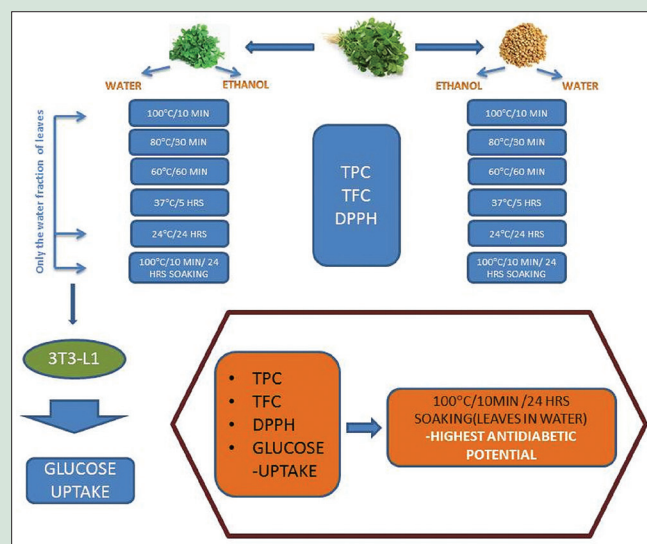 WATER
ETHANOL
ETHANOL
WATER
Only the water fraction of leaves
100°C/10 MIN
80°C/30 MIN
60°C/60 MIN
37°C/5 HRS
24°C/24 HRS
100°C/10 MIN/ 24
HRS SOAKING
TPC
TFC
DPPH
100°C/10 MIN
80°C/30 MIN
60°C/60 MIN
37°C/5 HRS
24°C/24 HRS
100°C/10 MIN/ 24
HRS SOAKING
3T3-L1
GLUCOSE
UPTAKE
• TPC
• TFC
• DPPH
• GLUCOSE
-UPTAKE
100°C/10MIN /24 HRS
SOAKING(LEAVES IN WATER)
-HIGHEST ANTIDIABETIC
POTENTIAL